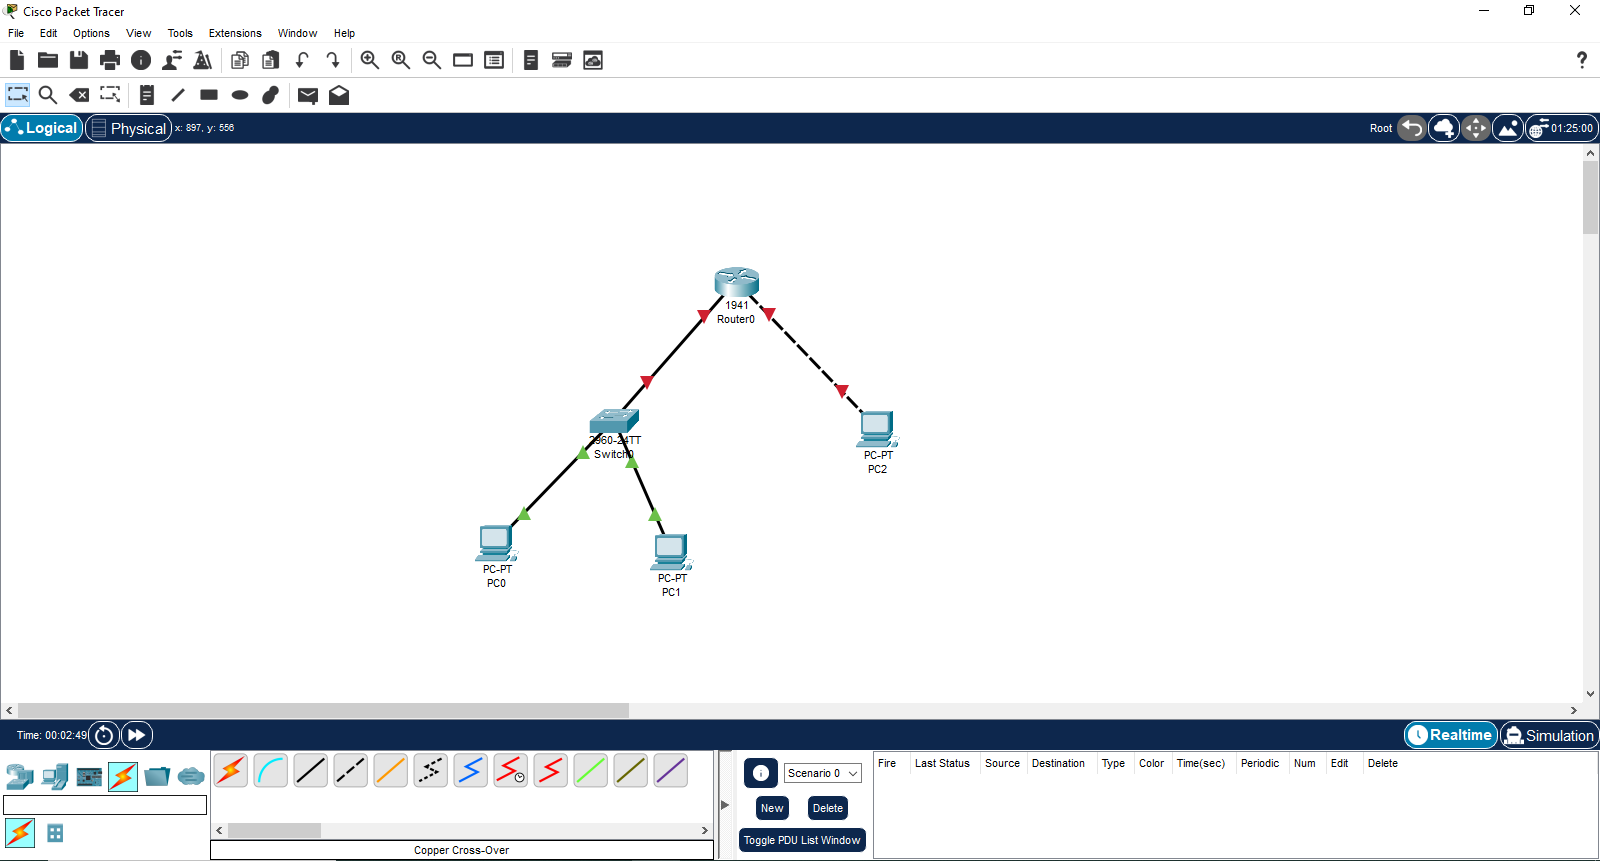 Cisco Packet Tracer
File Edit Options View Tools Extensions Window Help
Logical Physical x: 897, y: 556 Root 01:25:00
1941
Router0
2960-24TT
Switch0
PC-PT
PC2
PC-PT
PC0
PC-PT
PC1
Time: 00:02:49 Realtime Simulation
Scenario 0
New Delete
Toggle PDU List Window
Fire Last Status Source Destination Type Color Time(sec) Periodic Num Edit Delete
Copper Cross-Over